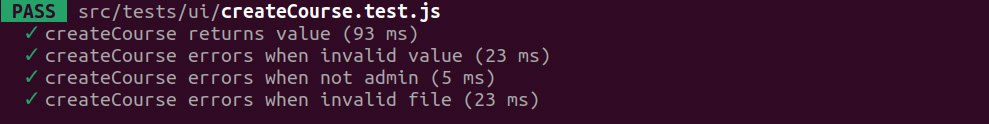 PASS src/tests/ui/createCourse.test.js
✓ createCourse returns value (93 ms)
✓ createCourse errors when invalid value (23 ms)
✓ createCourse errors when not admin (5 ms)
✓ createCourse errors when invalid file (23 ms)